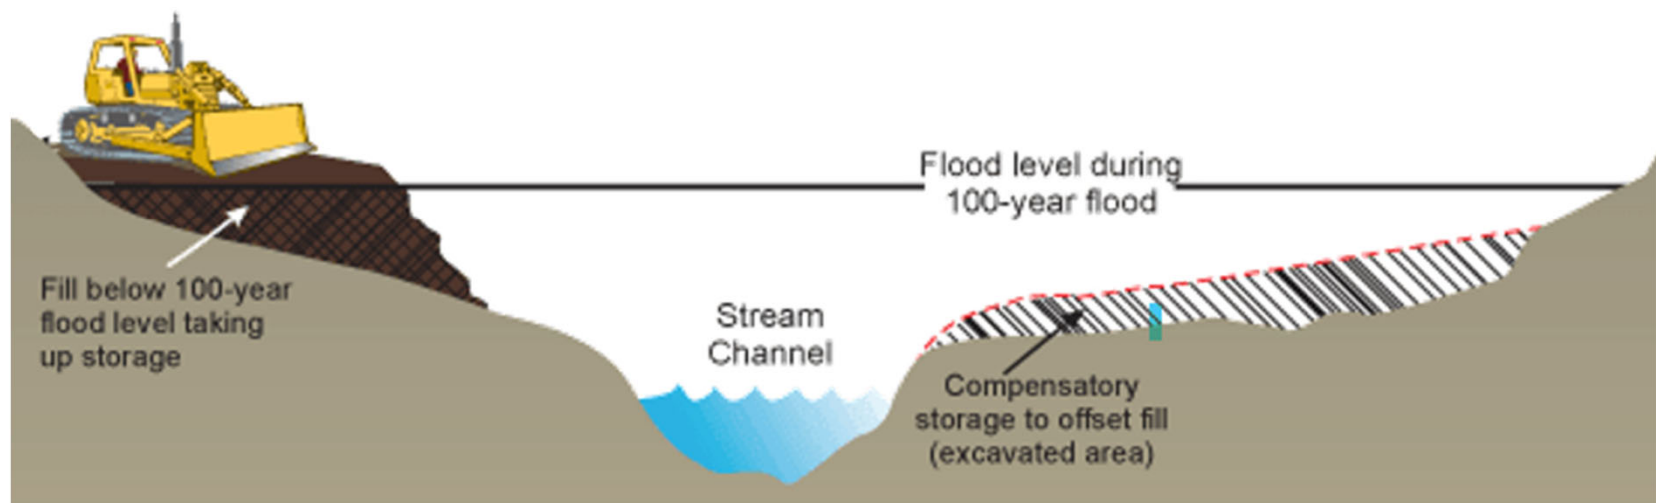 Flood level during
100-year flood
Fill below 100-year
flood level taking
up storage
Stream
Channel
Compensatory
storage to offset fill
(excavated area)